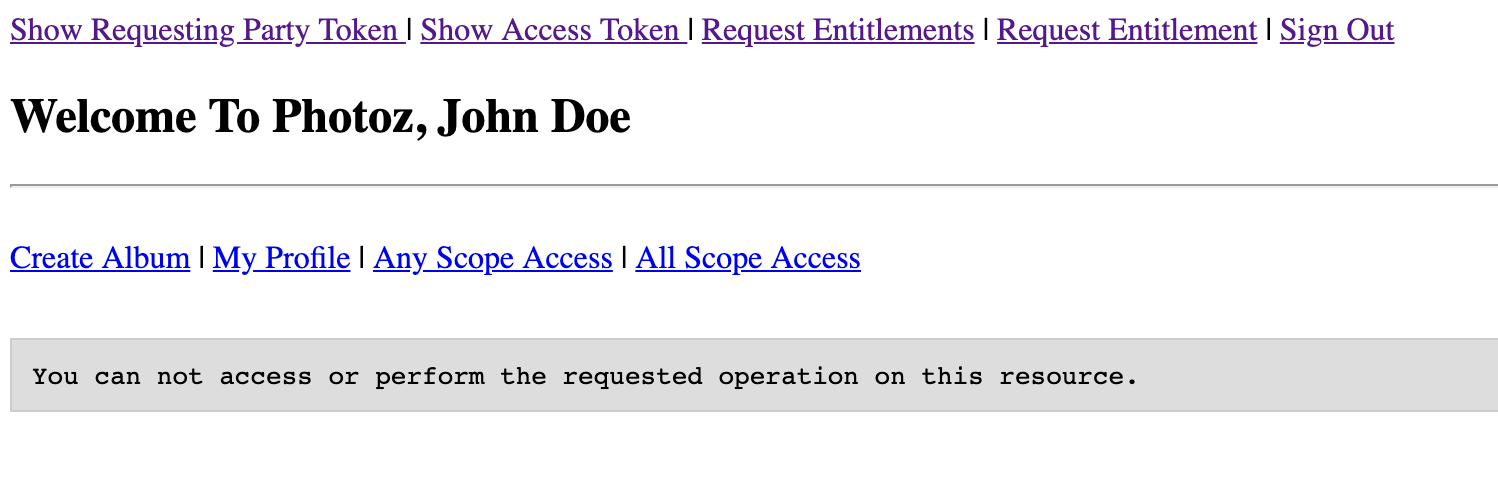 Show Requesting Party Token | Show Access Token | Request Entitlements | Request Entitlement | Sign Out
Welcome To Photoz, John Doe
Create Album | My Profile | Any Scope Access | All Scope Access
You can not access or perform the requested operation on this resource.